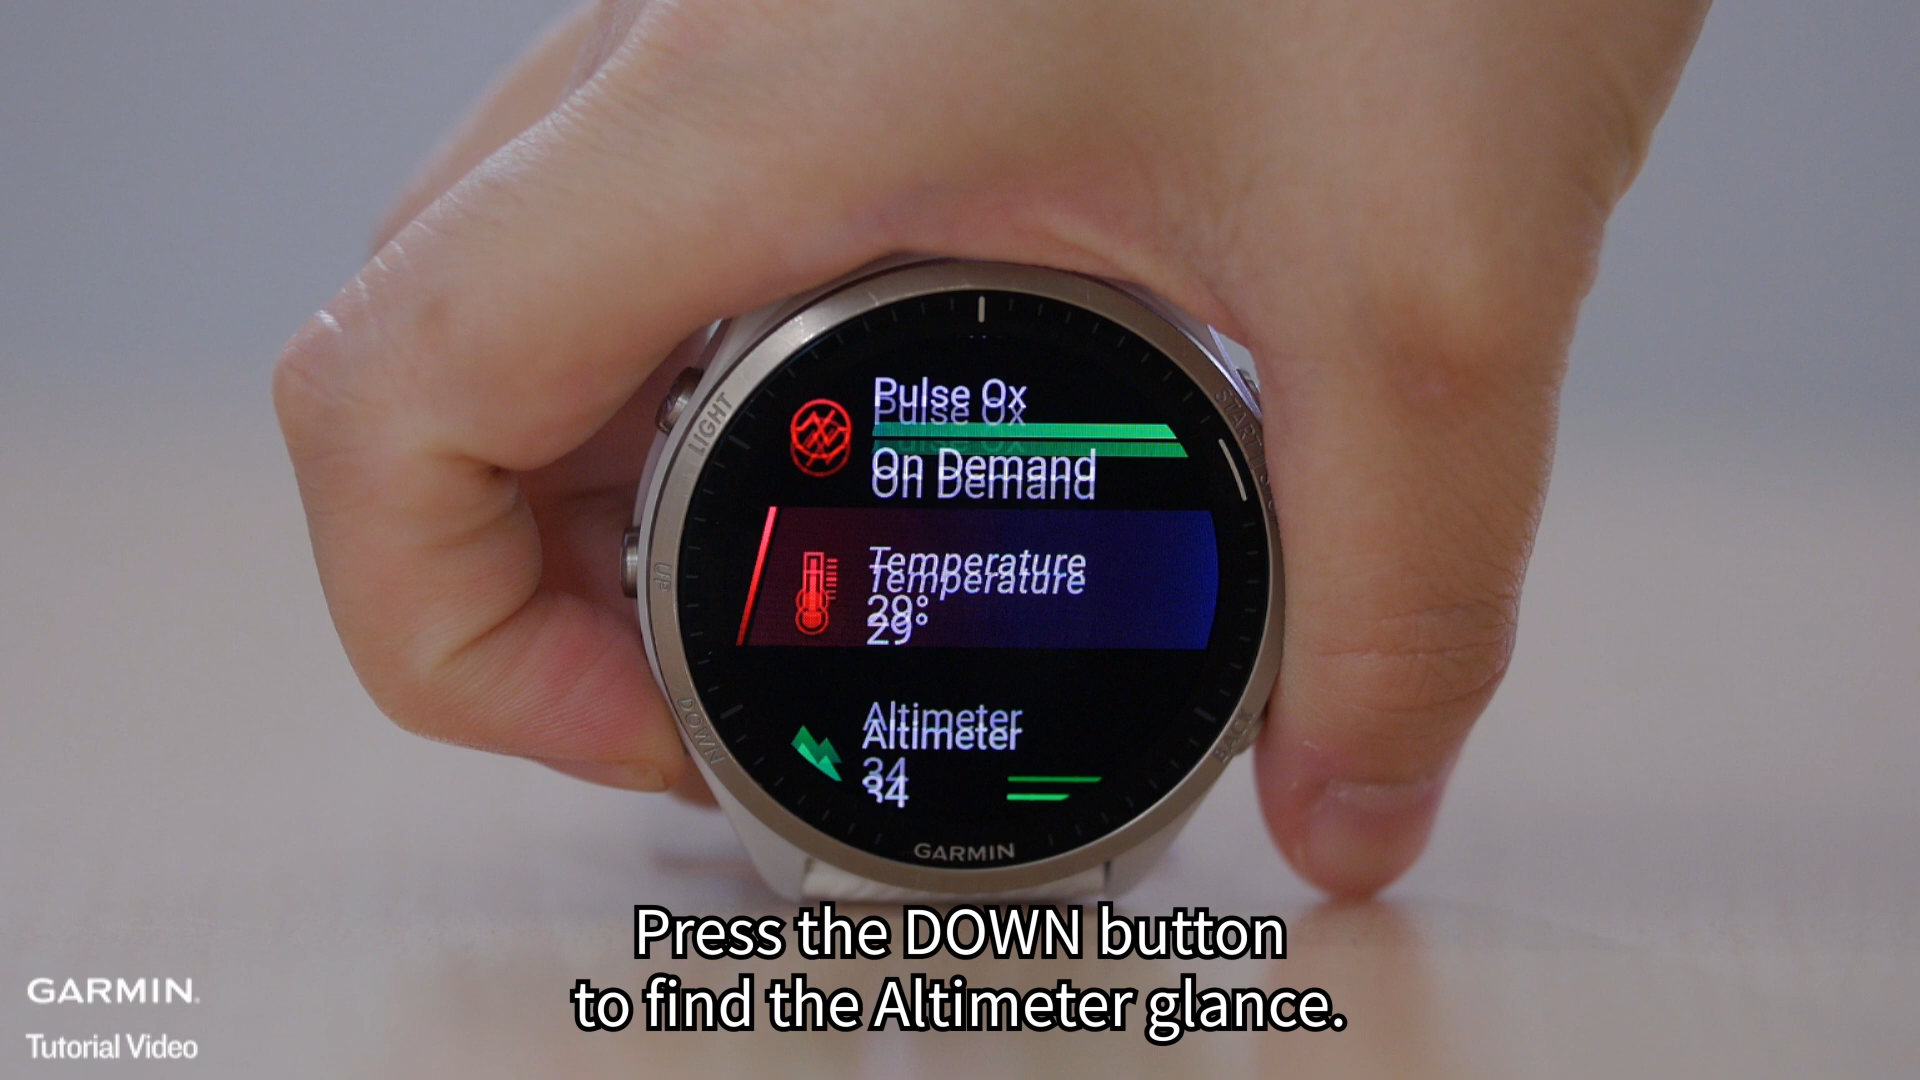 Pulse Ox
On Demand
Temperature
29°
Altimeter
34
LIGHT
UP
DOWN
START
BACK
GARMIN
Press the DOWN button
to find the Altimeter glance.
GARMIN.
Tutorial Video